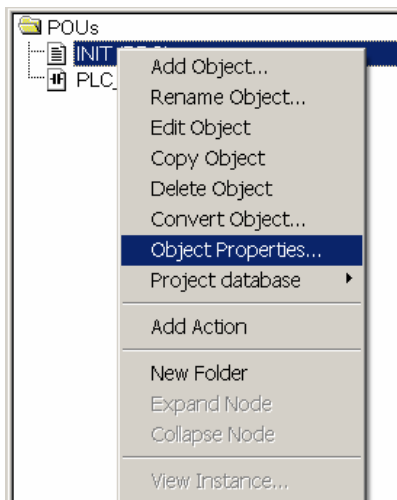 POUs
INIT
PLC_
Add Object...
Rename Object...
Edit Object
Copy Object
Delete Object
Convert Object...
Object Properties...
Project database
Add Action
New Folder
Expand Node
Collapse Node
View Instance...